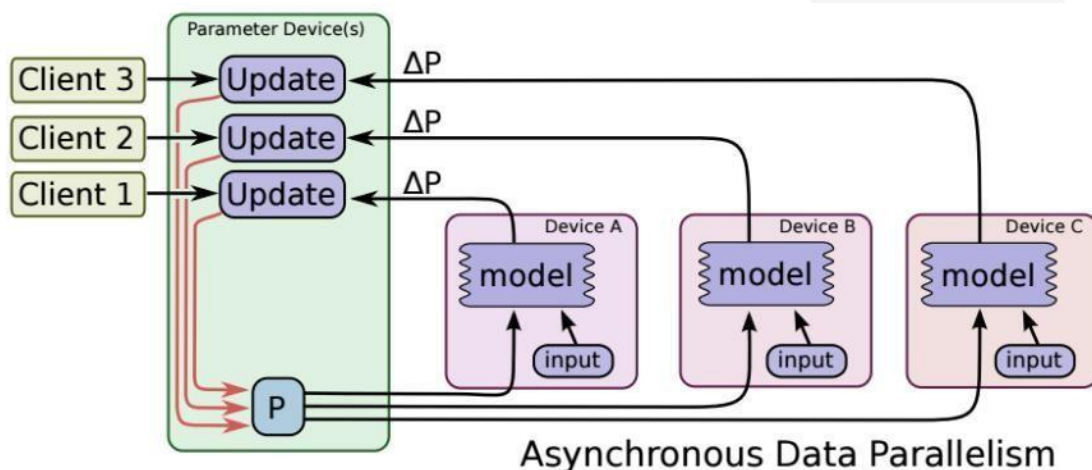 Parameter Device(s)
Client 3
Update
ΔP
Client 2
Update
ΔP
Client 1
Update
ΔP
Device A
Device B
Device C
model
model
model
input
input
input
P
Asynchronous Data Parallelism